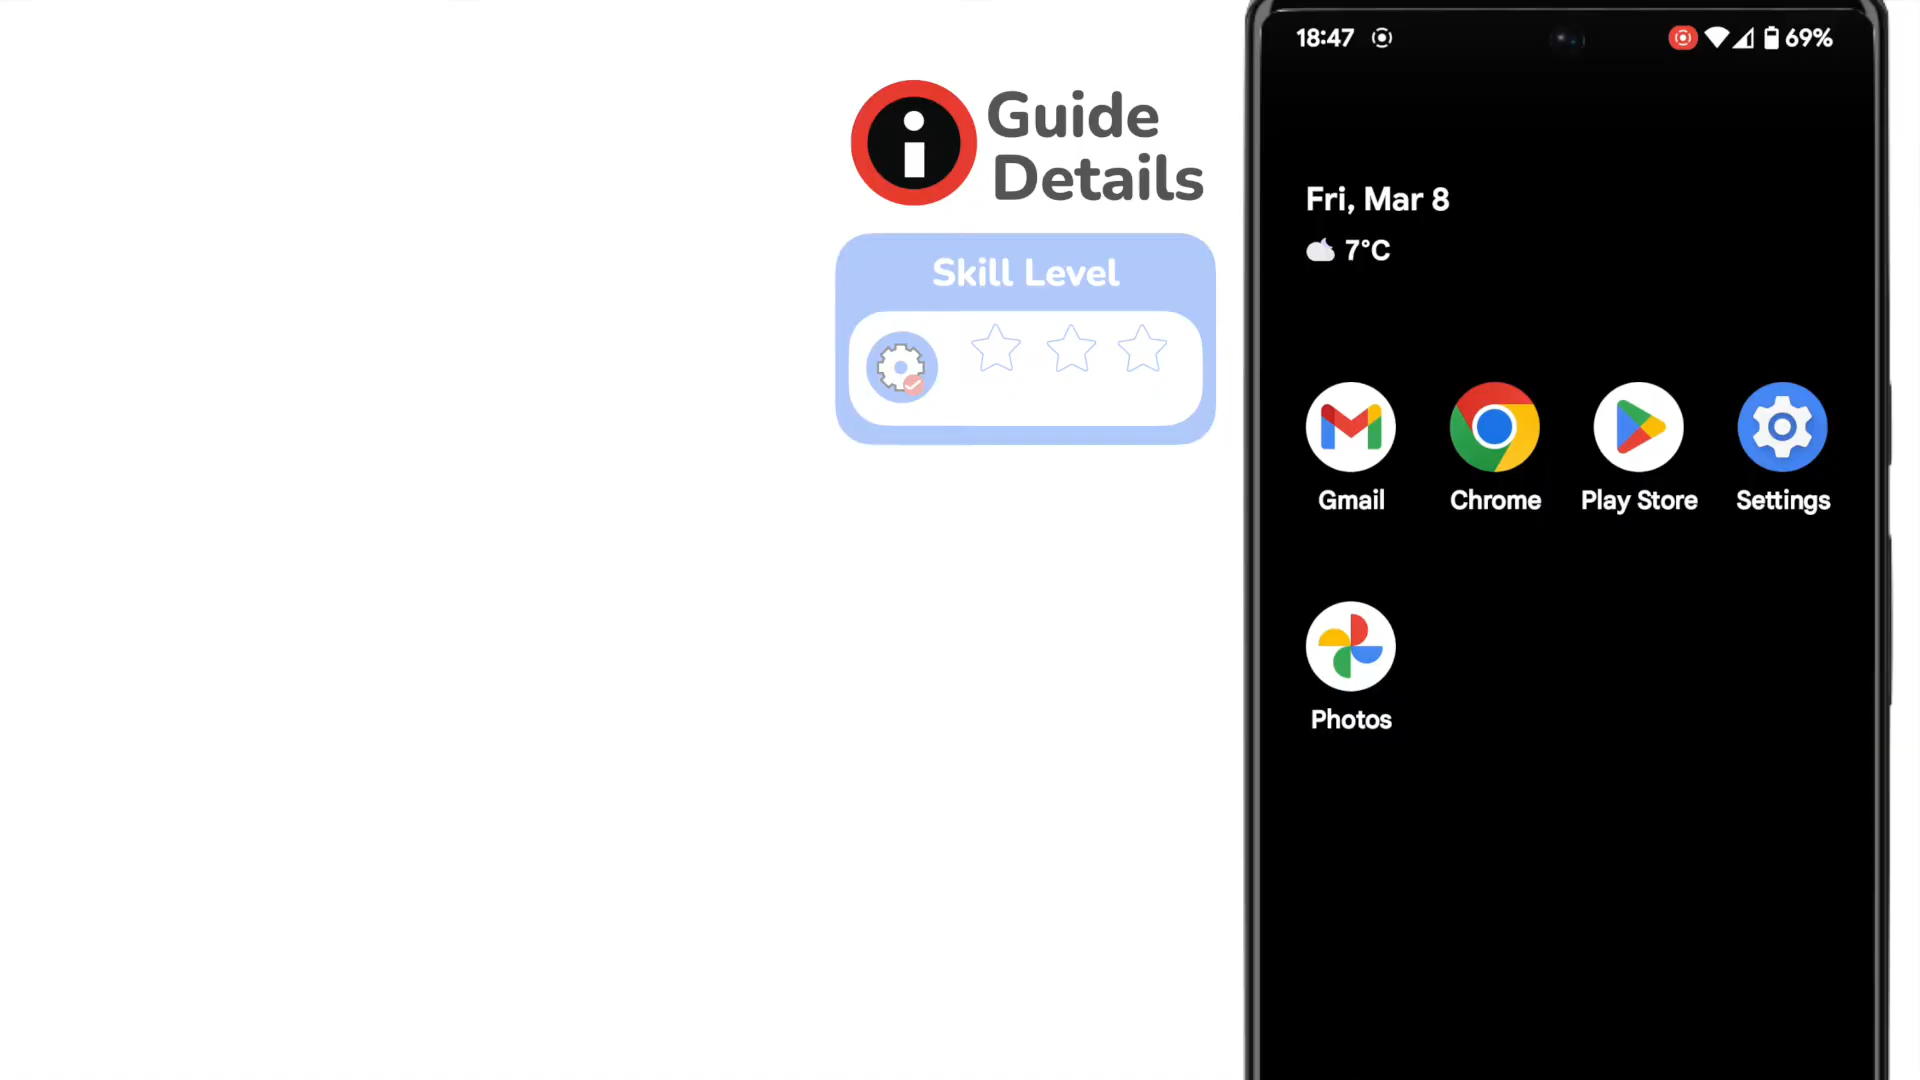 Guide
Details
Skill Level
18:47
69%
Fri, Mar 8
7°C
Gmail
Chrome
Play Store
Settings
Photos